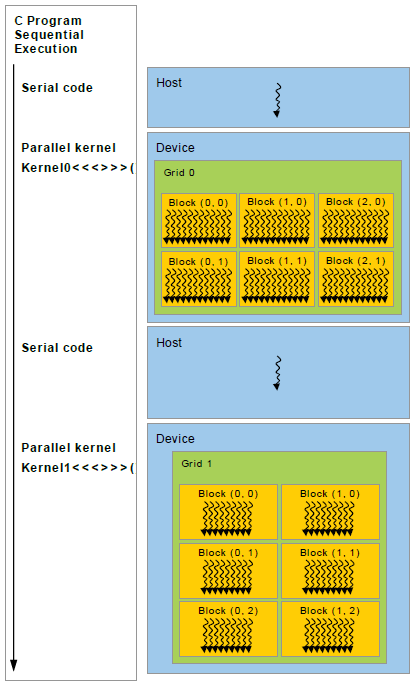 C Program
Sequential
Execution
Serial code
Host
Parallel kernel
Kernel0<<<>>>(
Device
Grid 0
Block (0, 0) Block (1, 0) Block (2, 0)
Block (0, 1) Block (1, 1) Block (2, 1)
Serial code
Host
Parallel kernel
Kernel1<<<>>>(
Device
Grid 1
Block (0, 0) Block (1, 0)
Block (0, 1) Block (1, 1)
Block (0, 2) Block (1, 2)